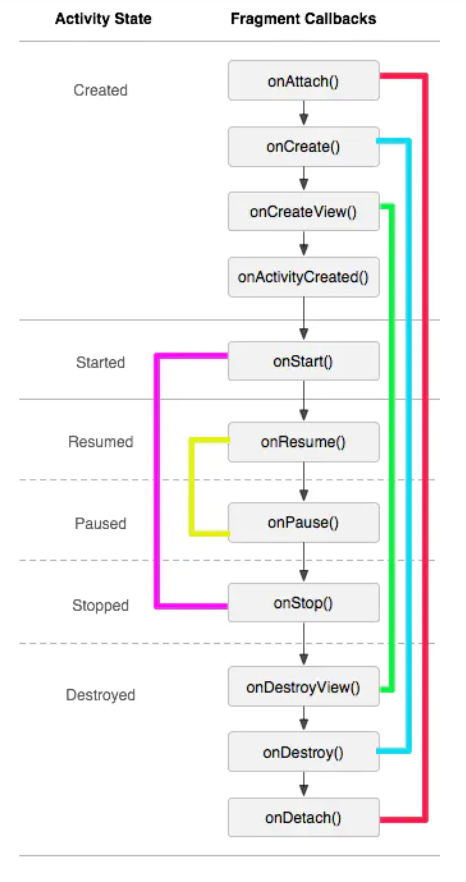 Activity State Fragment Callbacks
Created
onAttach()
onCreate()
onCreateView()
onActivityCreated()
Started
onStart()
Resumed
onResume()
Paused
onPause()
Stopped
onStop()
Destroyed
onDestroyView()
onDestroy()
onDetach()